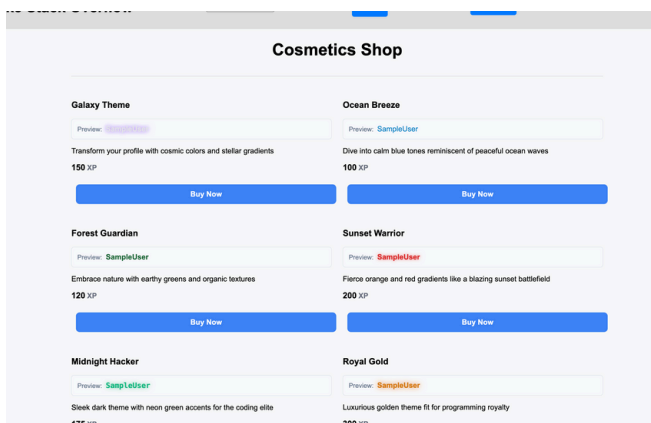 Cosmetics Shop
Galaxy Theme
Preview:
Transform your profile with cosmic colors and stellar gradients
150 XP
Buy Now
Ocean Breeze
Preview: SampleUser
Dive into calm blue tones reminiscent of peaceful ocean waves
100 XP
Buy Now
Forest Guardian
Preview: SampleUser
Embrace nature with earthy greens and organic textures
120 XP
Buy Now
Sunset Warrior
Preview: SampleUser
Fierce orange and red gradients like a blazing sunset battlefield
200 XP
Buy Now
Midnight Hacker
Preview: SampleUser
Sleek dark theme with neon green accents for the coding elite
Royal Gold
Preview: SampleUser
Luxurious golden theme fit for programming royalty